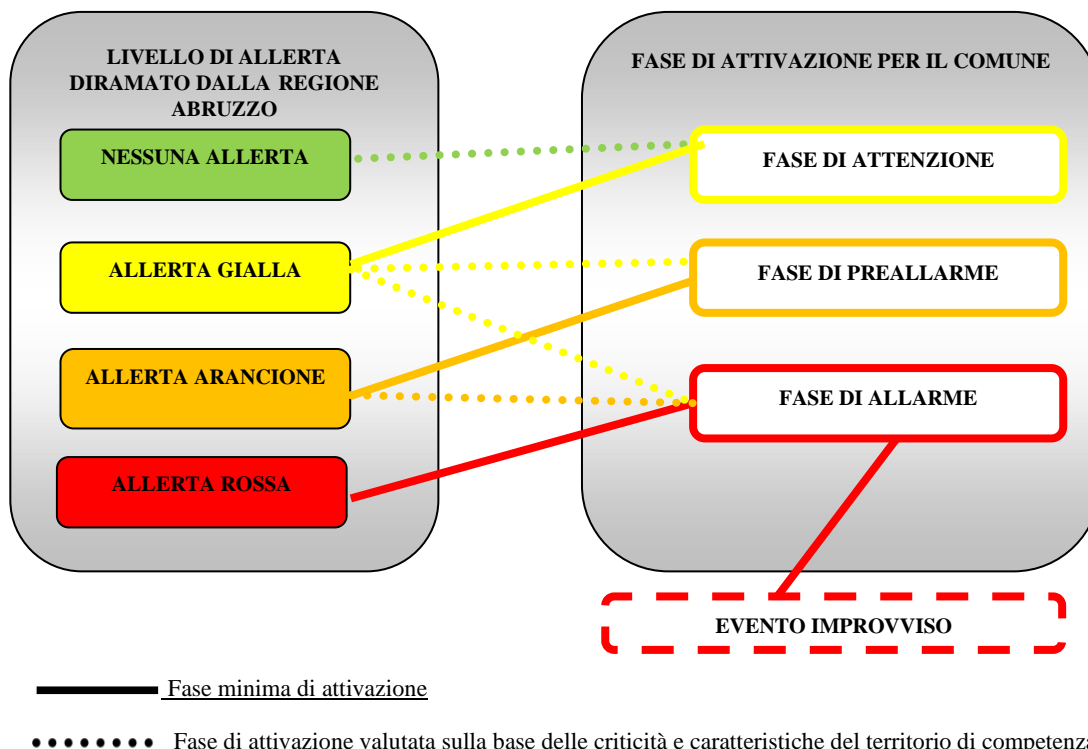 LIVELLO DI ALLERTA
DIRAMATO DALLA REGIONE
ABRUZZO
NESSUNA ALLERTA
ALLERTA GIALLA
ALLERTA ARANCIONE
ALLERTA ROSSA
FASE DI ATTIVAZIONE PER IL COMUNE
FASE DI ATTENZIONE
FASE DI PREALLARME
FASE DI ALLARME
EVENTO IMPROVVISO
Fase minima di attivazione
Fase di attivazione valutata sulla base delle criticità e caratteristiche del territorio di competenz